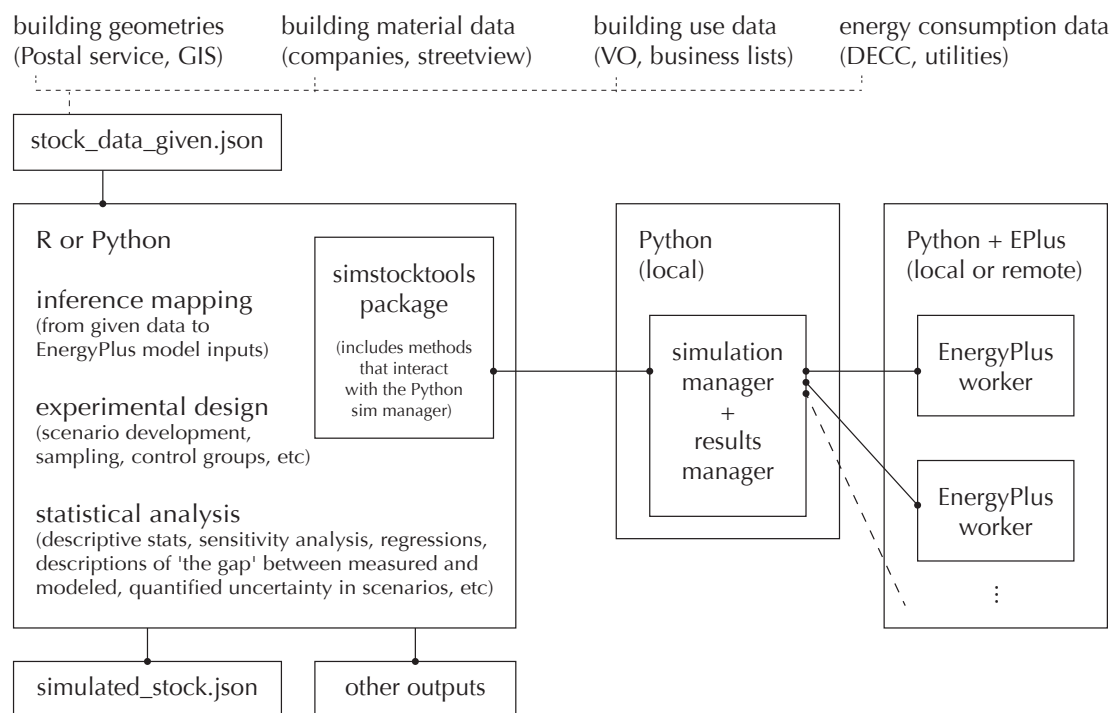 building geometries
(Postal service, GIS)
building material data
(companies, streetview)
building use data
(VO, business lists)
energy consumption data
(DECC, utilities)
stock_data_given.json
R or Python
inference mapping
(from given data to
EnergyPlus model inputs)
experimental design
(scenario development,
sampling, control groups, etc)
statistical analysis
(descriptive stats, sensitivity analysis, regressions,
descriptions of 'the gap' between measured and
modeled, quantified uncertainty in scenarios, etc)
simstocktools
package
(includes methods
that interact
with the Python
sim manager)
Python
(local)
simulation
manager
+
results
manager
Python + EPlus
(local or remote)
EnergyPlus
worker
EnergyPlus
worker
⋮
simulated_stock.json
other outputs